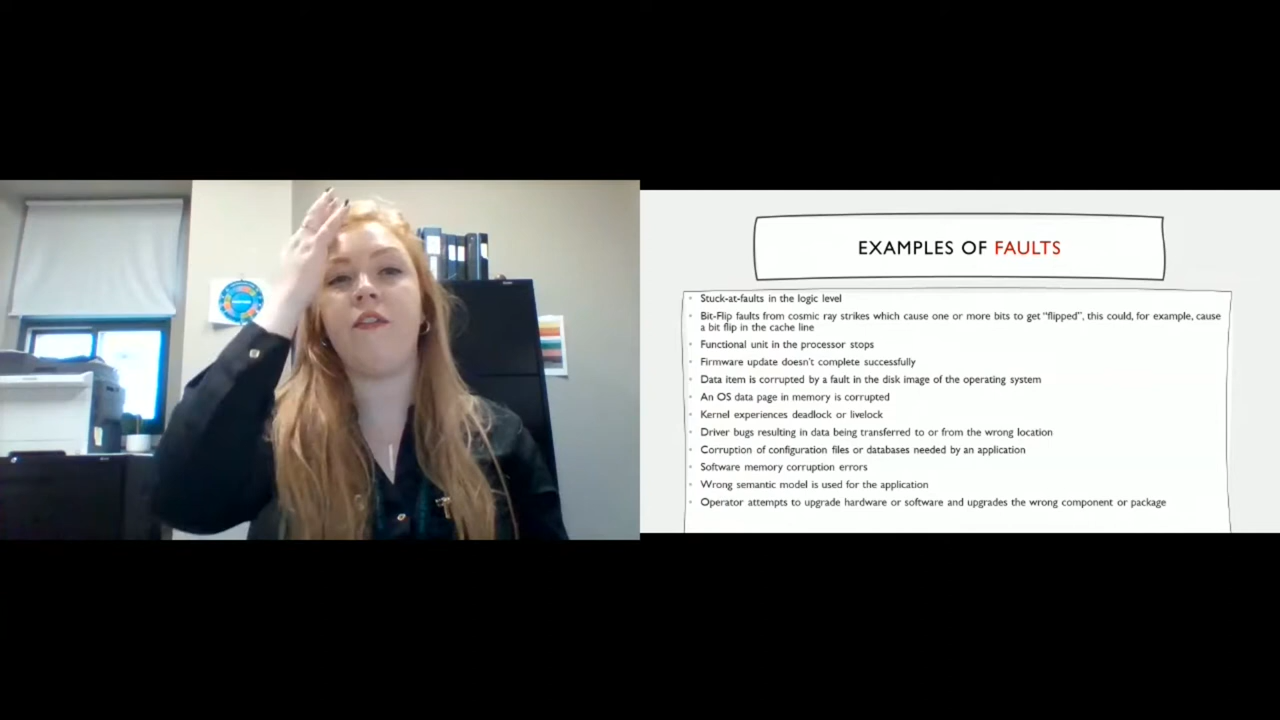 EXAMPLES OF FAULTS
Stuck-at-faults in the logic level
Bit-Flip faults from cosmic ray strikes which cause one or more bits to get “flipped”, this could, for example, cause
a bit flip in the cache line
Functional unit in the processor stops
Firmware update doesn't complete successfully
Data item is corrupted by a fault in the disk image of the operating system
An OS data page in memory is corrupted
Kernel experiences deadlock or livelock
Driver bugs resulting in data being transferred to or from the wrong location
Corruption of configuration files or databases needed by an application
Software memory corruption errors
Wrong semantic model is used for the application
Operator attempts to upgrade hardware or software and upgrades the wrong component or package